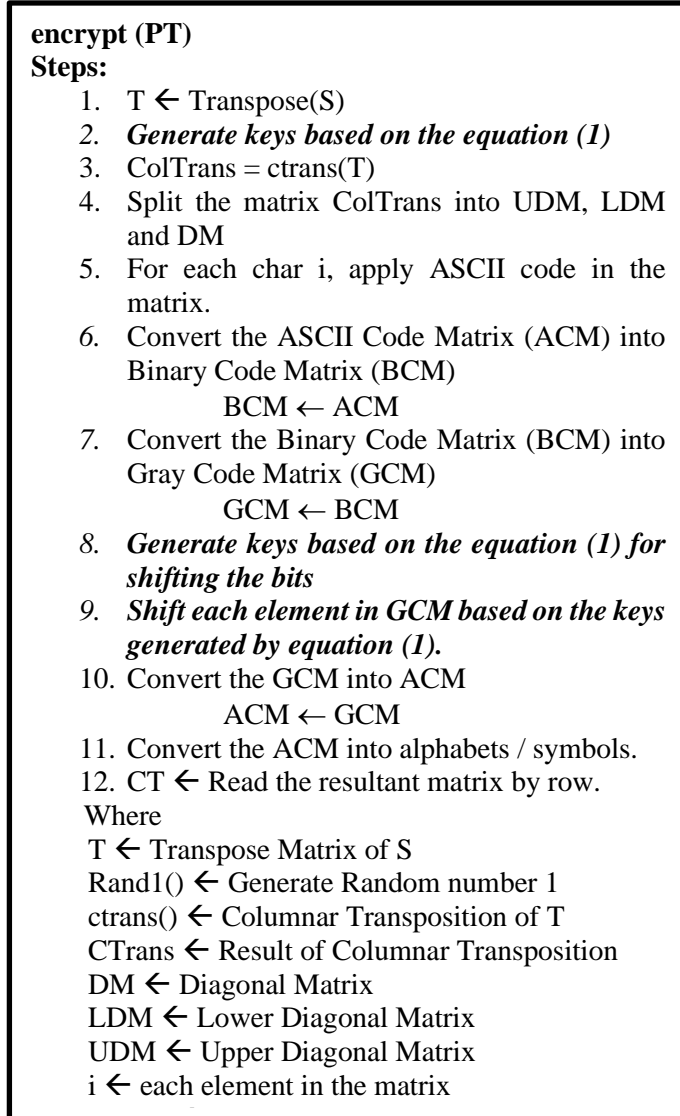 encrypt (PT)
Steps:
1. T ← Transpose(S)
2. Generate keys based on the equation (1)
3. ColTrans = ctrans(T)
4. Split the matrix ColTrans into UDM, LDM
and DM
5. For each char i, apply ASCII code in the
matrix.
6. Convert the ASCII Code Matrix (ACM) into
Binary Code Matrix (BCM)
BCM ← ACM
7. Convert the Binary Code Matrix (BCM) into
Gray Code Matrix (GCM)
GCM ← BCM
8. Generate keys based on the equation (1) for
shifting the bits
9. Shift each element in GCM based on the keys
generated by equation (1).
10. Convert the GCM into ACM
ACM ← GCM
11. Convert the ACM into alphabets / symbols.
12. CT ← Read the resultant matrix by row.
Where
T ← Transpose Matrix of S
Rand1() ← Generate Random number 1
ctrans() ← Columnar Transposition of T
CTrans ← Result of Columnar Transposition
DM ← Diagonal Matrix
LDM ← Lower Diagonal Matrix
UDM ← Upper Diagonal Matrix
i ← each element in the matrix